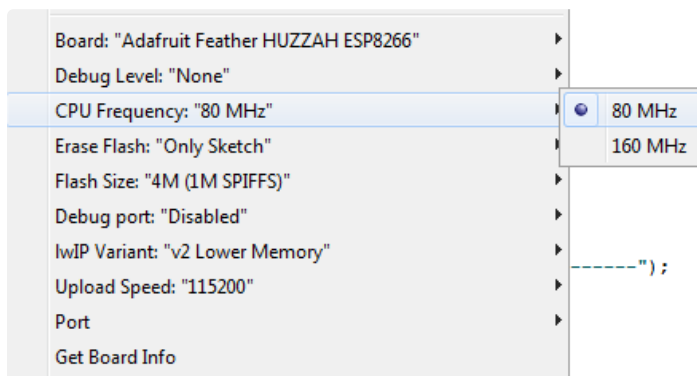 Board: "Adafruit Feather HUZZAH ESP8266"
Debug Level: "None"
CPU Frequency: "80 MHz"
80 MHz
Erase Flash: "Only Sketch"
160 MHz
Flash Size: "4M (1M SPIFFS)"
Debug port: "Disabled"
lwIP Variant: "v2 Lower Memory"
------");
Upload Speed: "115200"
Port
Get Board Info